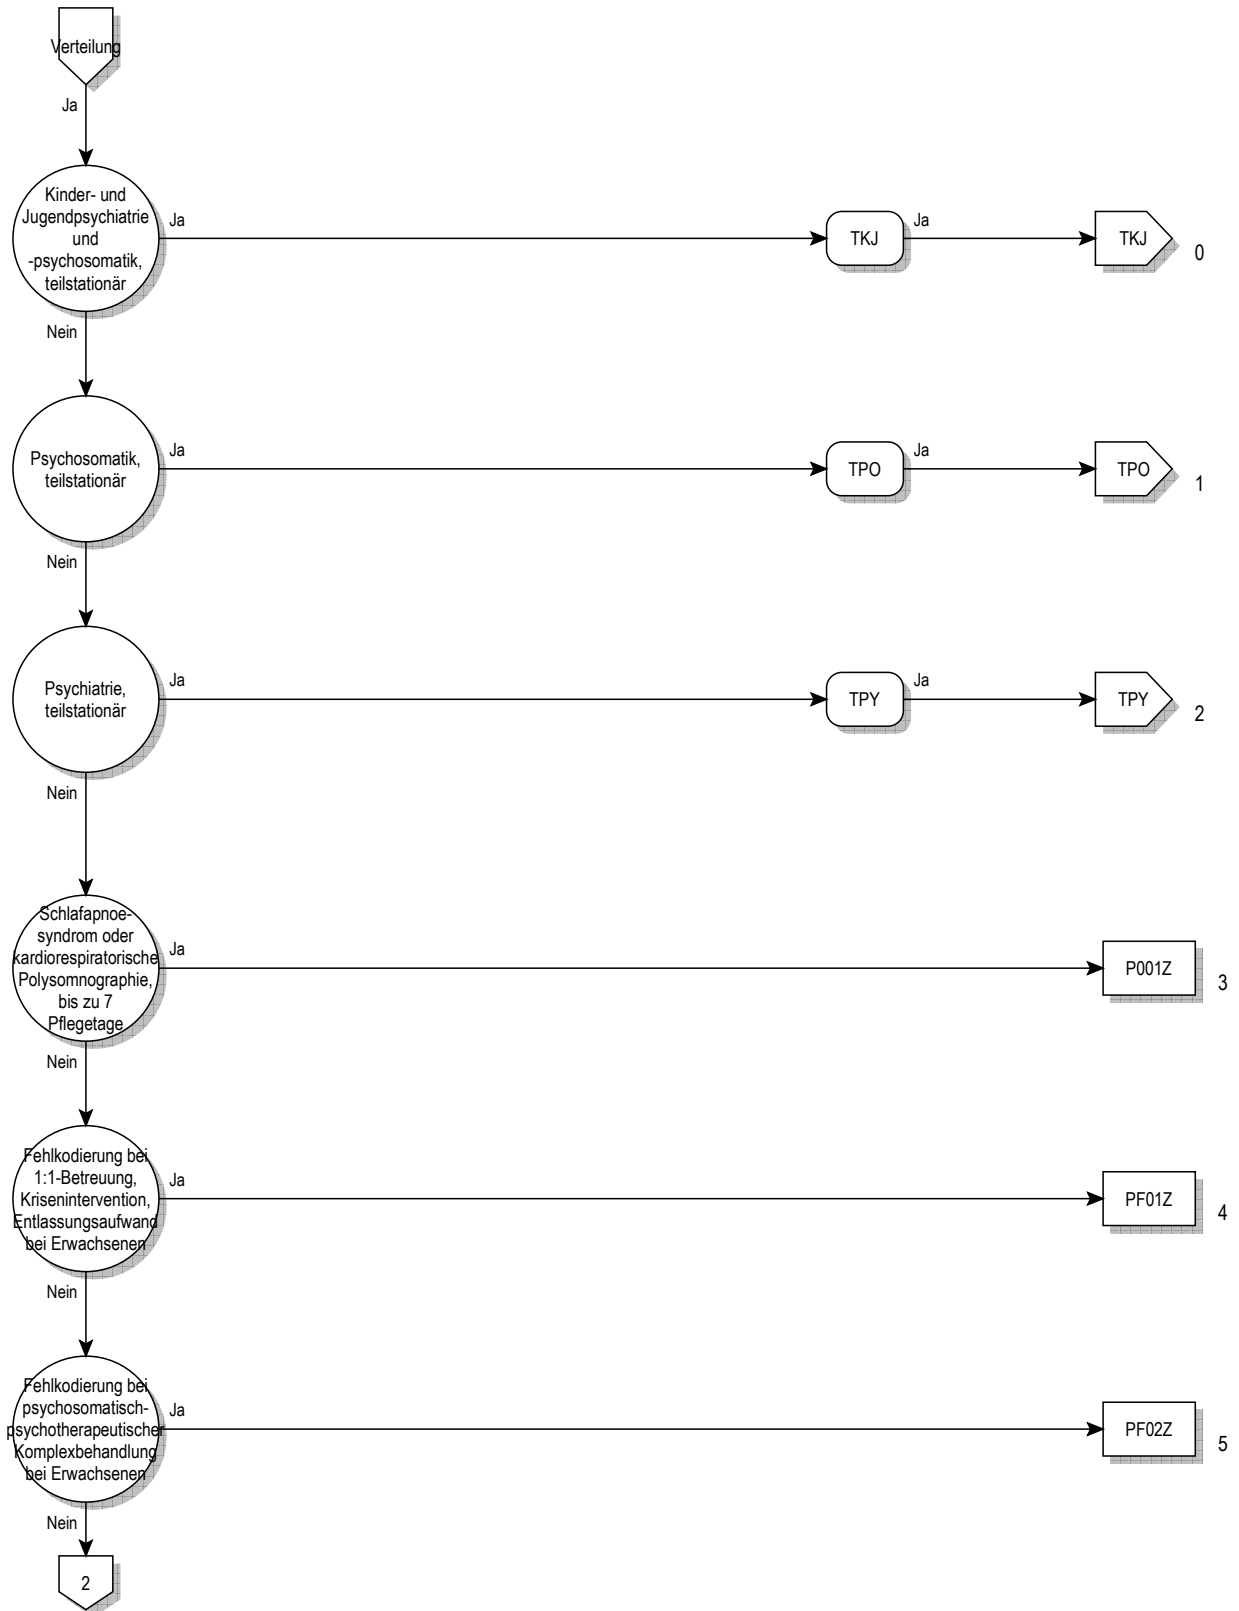 Verteilung
Ja
Kinder- und
Jugendpsychiatrie
und
-psychosomatik,
teilstationär
Ja
TKJ
Ja
TKJ
0
Nein
Psychosomatik,
teilstationär
Ja
TPO
Ja
TPO
1
Nein
Psychiatrie,
teilstationär
Ja
TPY
Ja
TPY
2
Nein
Schlafapnoe-
syndrom oder
kardiorespiratorische
Polysomnographie,
bis zu 7
Pflegetage
Ja
P001Z
3
Nein
Fehlkodierung bei
1:1-Betreuung,
Krisenintervention,
Entlassungsaufwand
bei Erwachsenen
Ja
PF01Z
4
Nein
Fehlkodierung bei
psychosomatisch-
psychotherapeutischer
Komplexbehandlung
bei Erwachsenen
Ja
PF02Z
5
Nein
2